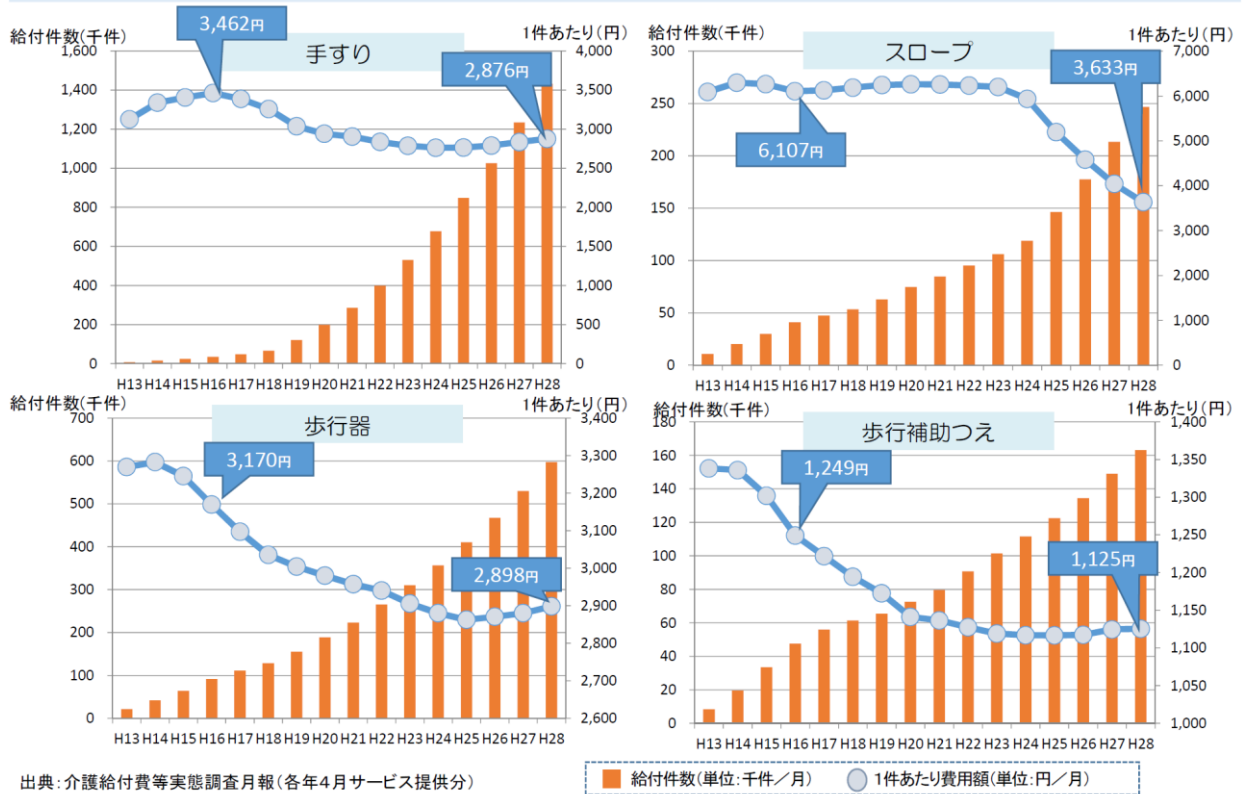 給付件数(千件)
手すり
1件あたり(円)
3,462円
2,876円
1,600
1,400
1,200
1,000
800
600
400
200
0
4,000
3,500
3,000
2,500
2,000
1,500
1,000
500
0
H13 H14 H15 H16 H17 H18 H19 H20 H21 H22 H23 H24 H25 H26 H27 H28
給付件数(千件)
スロープ
1件あたり(円)
3,633円
6,107円
300
250
200
150
100
50
0
7,000
6,000
5,000
4,000
3,000
2,000
1,000
0
H13 H14 H15 H16 H17 H18 H19 H20 H21 H22 H23 H24 H25 H26 H27 H28
給付件数(千件)
歩行器
1件あたり(円)
3,170円
2,898円
700
600
500
400
300
200
100
0
3,400
3,300
3,200
3,100
3,000
2,900
2,800
2,700
2,600
H13 H14 H15 H16 H17 H18 H19 H20 H21 H22 H23 H24 H25 H26 H27 H28
給付件数(千件)
歩行補助つえ
1件あたり(円)
1,249円
1,125円
180
160
140
120
100
80
60
40
20
0
1,400
1,350
1,300
1,250
1,200
1,150
1,100
1,050
1,000
H13 H14 H15 H16 H17 H18 H19 H20 H21 H22 H23 H24 H25 H26 H27 H28
出典:介護給付費等実態調査月報(各年4月サービス提供分)
給付件数(単位:千件/月) 1件あたり費用額(単位:円/月)